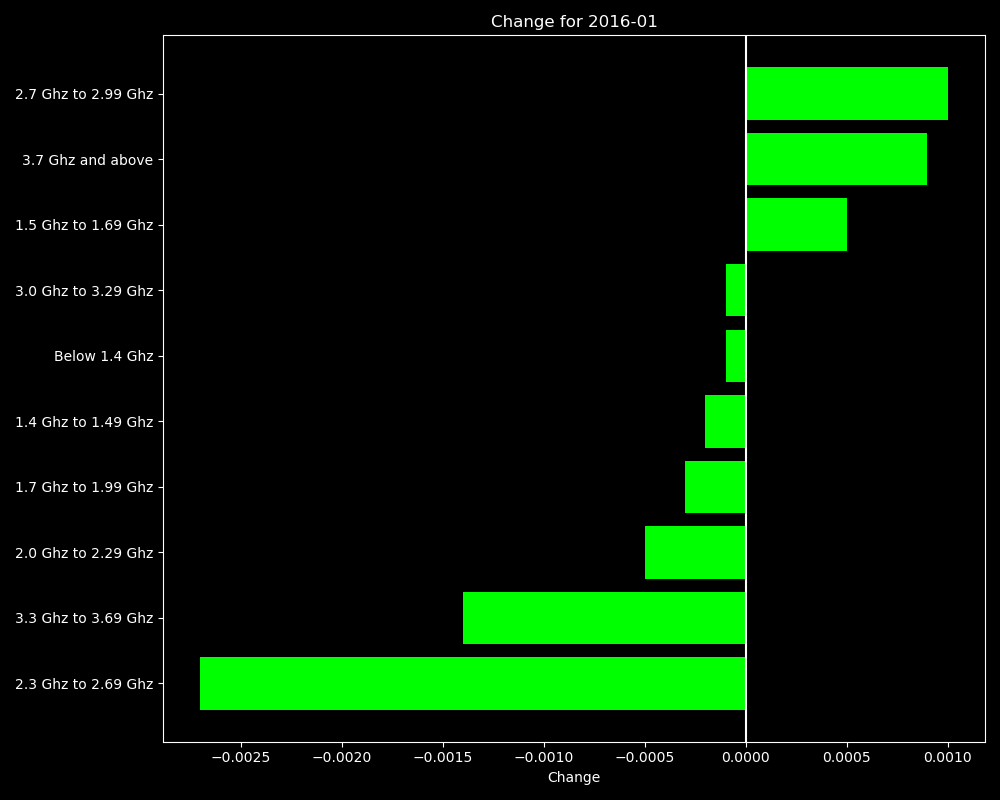 Change for 2016-01
2.7 Ghz to 2.99 Ghz
3.7 Ghz and above
1.5 Ghz to 1.69 Ghz
3.0 Ghz to 3.29 Ghz
Below 1.4 Ghz
1.4 Ghz to 1.49 Ghz
1.7 Ghz to 1.99 Ghz
2.0 Ghz to 2.29 Ghz
3.3 Ghz to 3.69 Ghz
2.3 Ghz to 2.69 Ghz
−0.0025 −0.0020 −0.0015 −0.0010 −0.0005 0.0000 0.0005 0.0010
Change